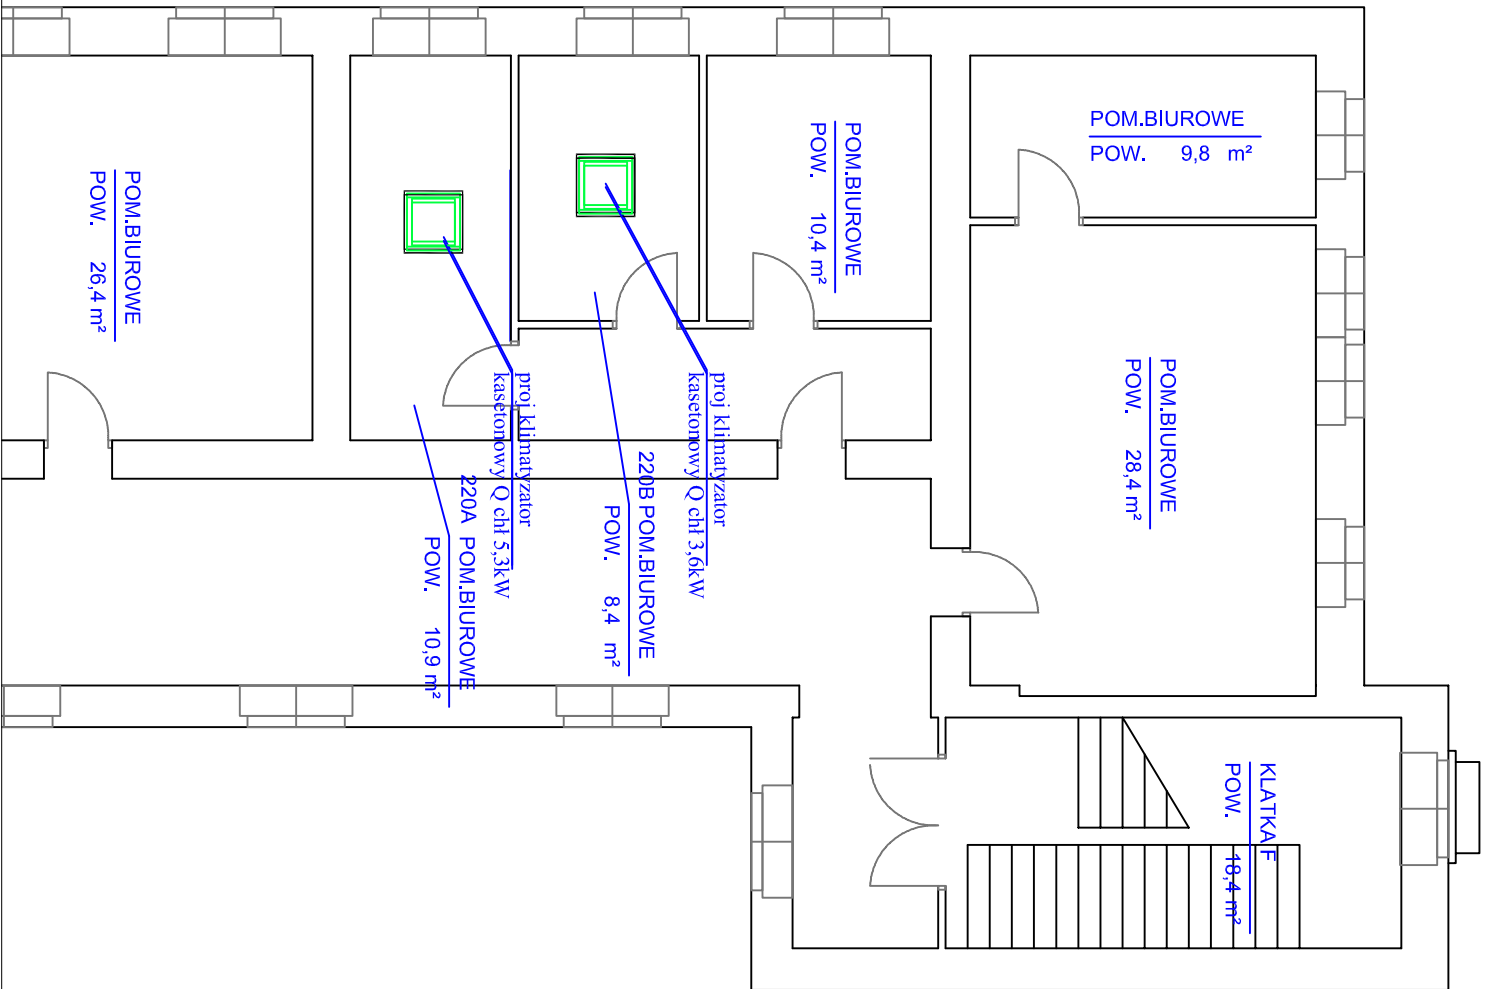 POM.BIUROWE
POW. 26,4 m²
proj klimatyzator
kasetonowy Q chł 5,3kW
220A POM.BIUROWE
POW. 10,9 m²
proj klimatyzator
kasetonowy Q chł 3,6kW
220B POM.BIUROWE
POW. 8,4 m²
POM.BIUROWE
POW. 10,4 m²
POM.BIUROWE
POW. 9,8 m²
POM.BIUROWE
POW. 28,4 m²
KLATKA F
POW. 18,4 m²